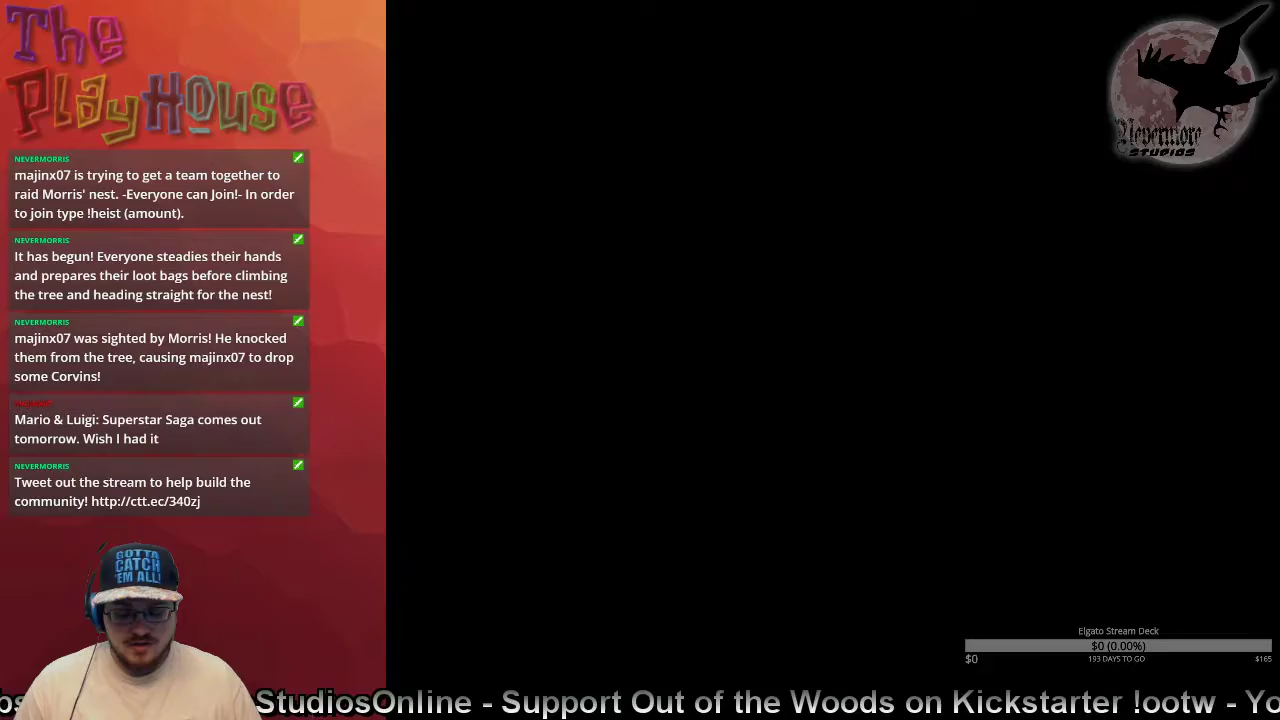 The
PlayHouse
Nevermore
STUDIOS
NEVERMORRIS
majinx07 is trying to get a team together to
raid Morris' nest. -Everyone can Join!- In order
to join type !heist (amount).
NEVERMORRIS
It has begun! Everyone steadies their hands
and prepares their loot bags before climbing
the tree and heading straight for the nest!
NEVERMORRIS
majinx07 was sighted by Morris! He knocked
them from the tree, causing majinx07 to drop
some Corvins!
Mario & Luigi: Superstar Saga comes out
tomorrow. Wish I had it
NEVERMORRIS
Tweet out the stream to help build the
community! http://ctt.ec/340zj
GOTTA
CATCH
'EM ALL!
Elgato Stream Deck
$0 (0.00%)
$0 193 DAYS TO GO $165
StudiosOnline - Support Out of the Woods on Kickstarter !ootw - Yo